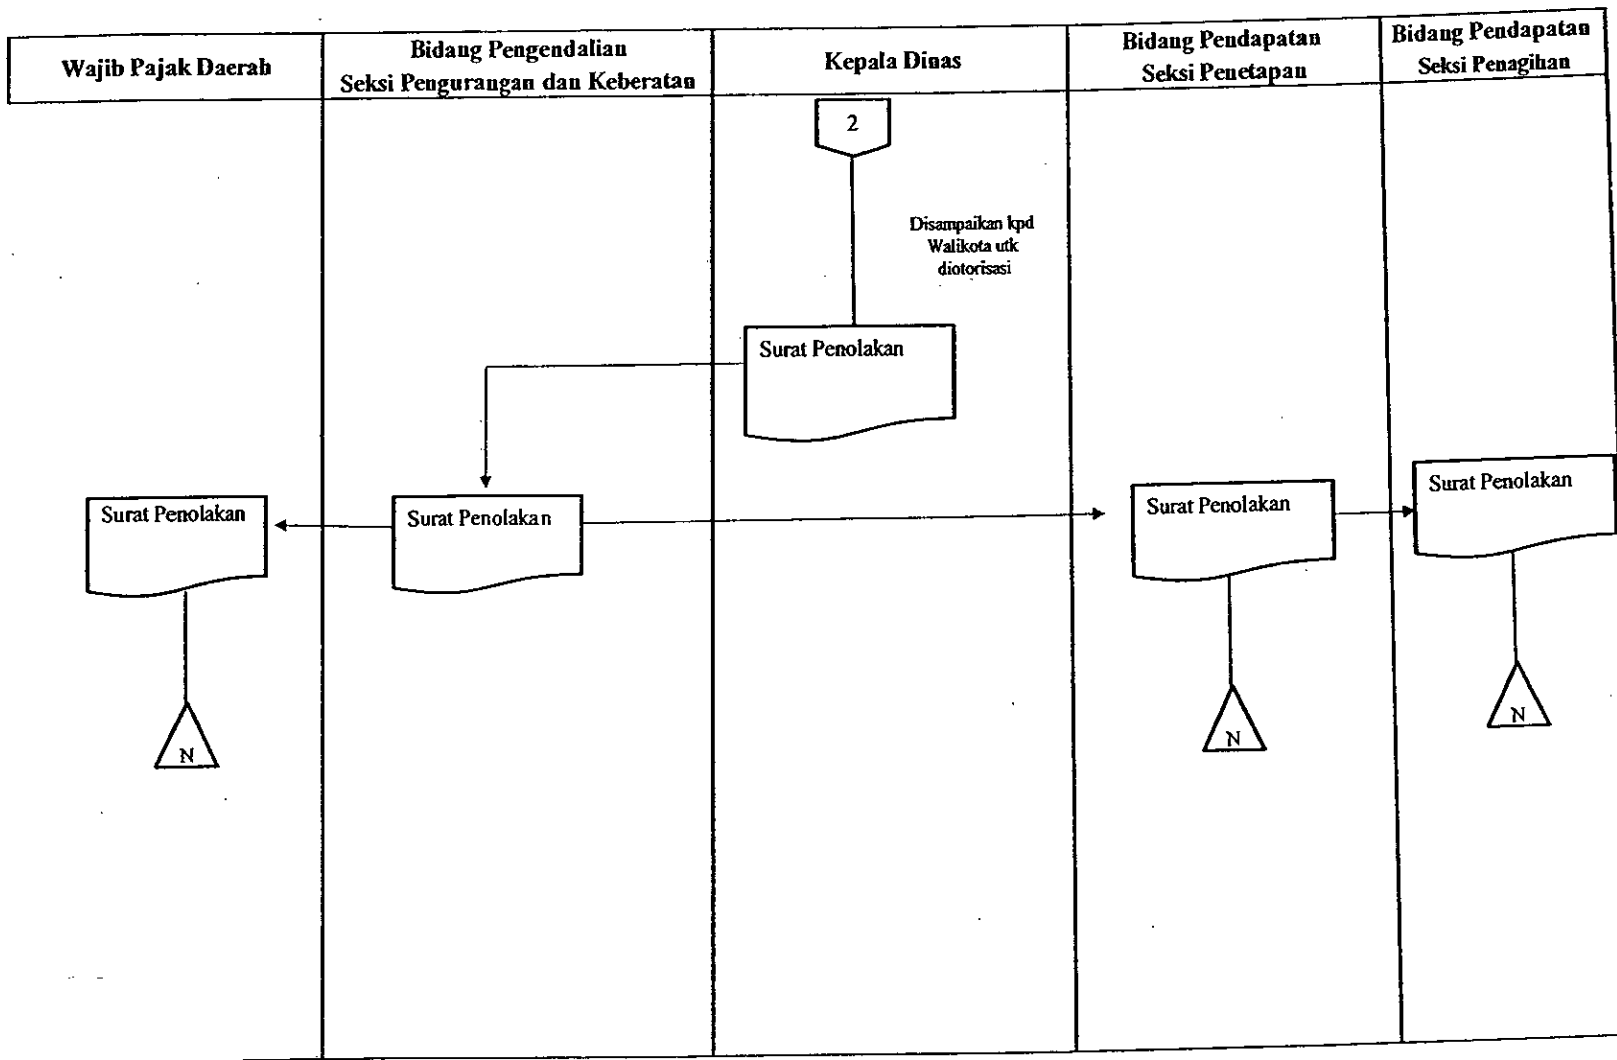 Wajib Pajak Daerah
Bidang Pengendalian
Seksi Pengurangan dan Keberatan
Kepala Dinas
Bidang Pendapatan
Seksi Penetapan
Bidang Pendapatan
Seksi Penagihan
2
Disampaikan kpd
Walikota utk
diotorisasi
Surat Penolakan
Surat Penolakan
Surat Penolakan
Surat Penolakan
Surat Penolakan
N
N
N